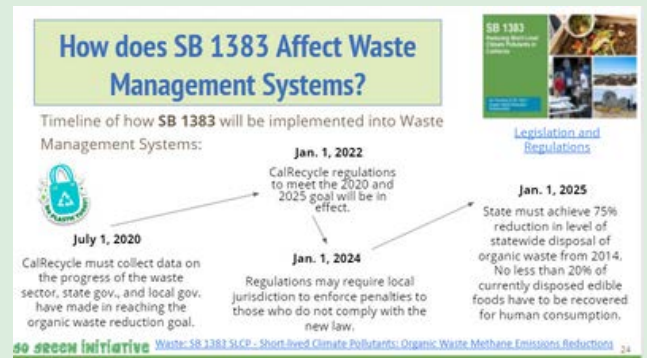 How does SB 1383 Affect Waste
Management Systems?
SB 1383
Reducing Short-Lived
Climate Pollutants in
California
Timeline of how SB 1383 will be implemented into Waste
Management Systems:
Legislation and
Regulations
Jan. 1, 2022
CalRecycle regulations
to meet the 2020 and
2025 goal will be in
effect.
July 1, 2020
CalRecycle must collect data on
the progress of the waste
sector, state gov., and local gov.
have made in reaching the
organic waste reduction goal.
Jan. 1, 2024
Regulations may require local
jurisdiction to enforce penalties to
those who do not comply with the
new law.
Jan. 1, 2025
State must achieve 75%
reduction in level of
statewide disposal of
organic waste from 2014.
No less than 20% of
currently disposed edible
foods have to be recovered
for human consumption.
GO GREEN INITIATIVE
Waste: SB 1383 SLCP - Short-lived Climate Pollutants: Organic Waste Methane Emissions Reductions
24